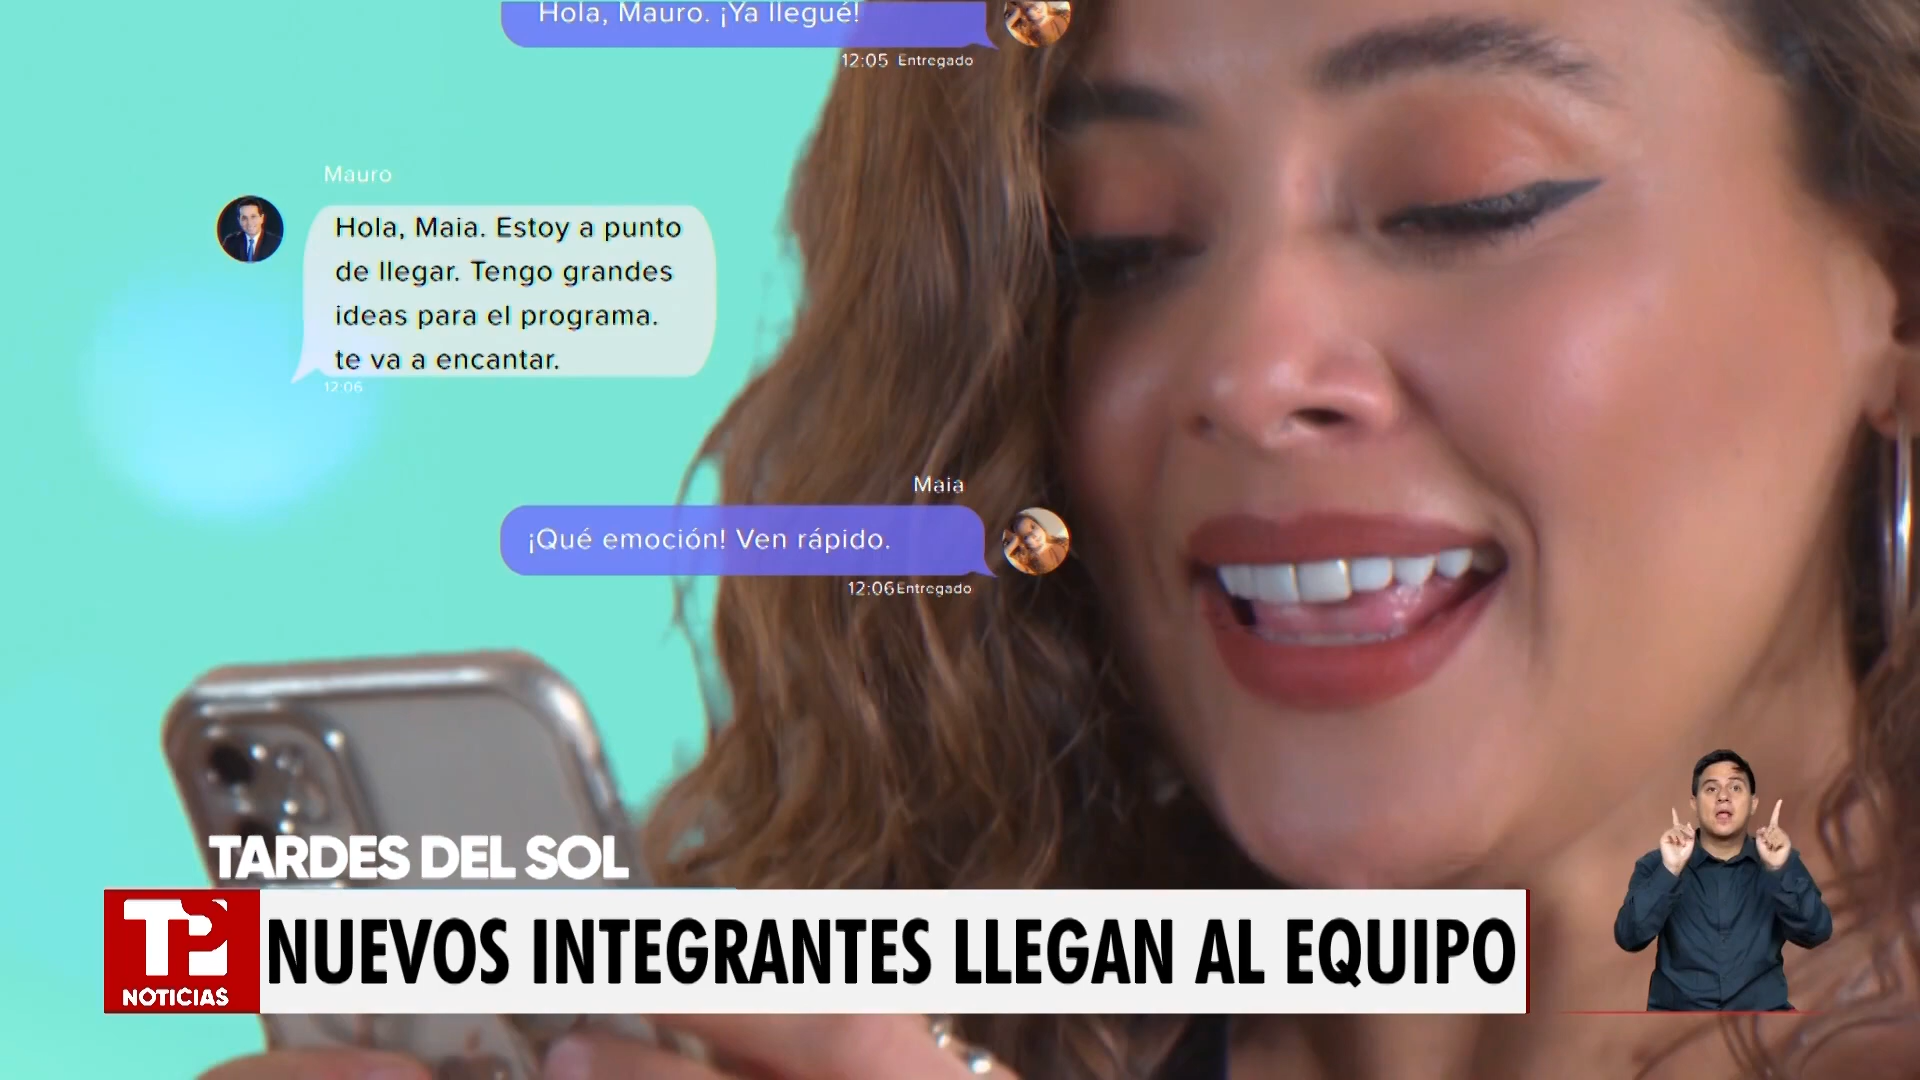 Hola, Mauro. ¡Ya llegué!
12:05 Entregado
Mauro
Hola, Maia. Estoy a punto
de llegar. Tengo grandes
ideas para el programa.
te va a encantar.
12:06
Maia
¡Qué emoción! Ven rápido.
12:06 Entregado
TARDES DEL SOL
TP
NOTICIAS
NUEVOS INTEGRANTES LLEGAN AL EQUIPO